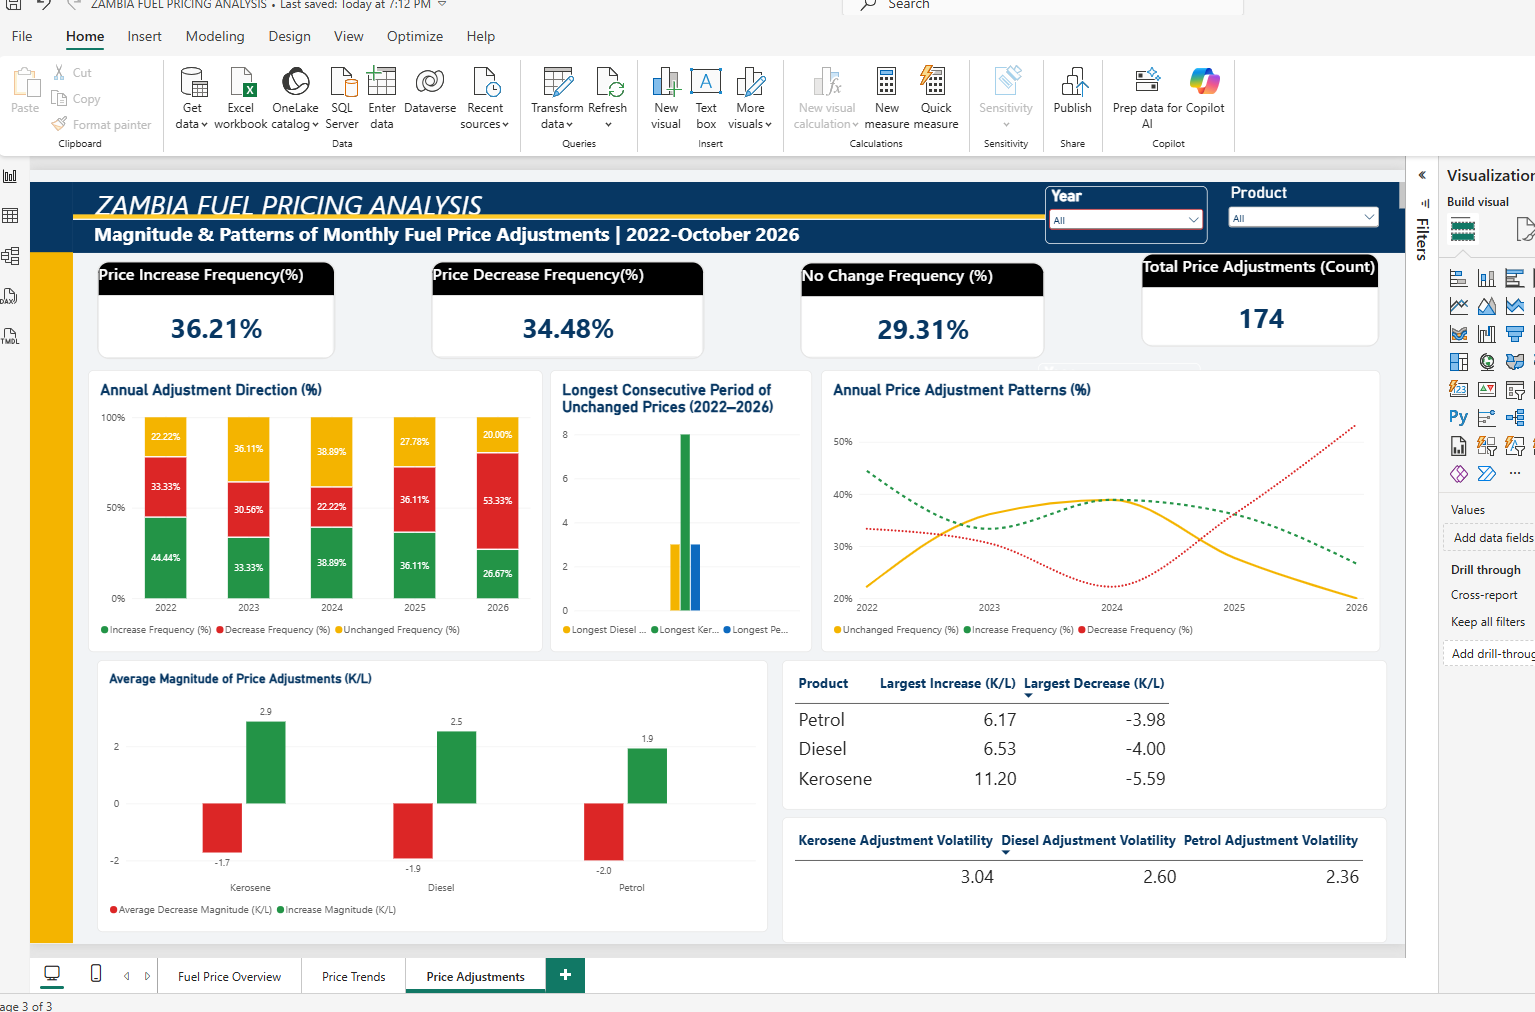 ZAMBIA FUEL PRICING ANALYSIS • Last saved: Today at 7:12 PM
Search
File Home Insert Modeling Design View Optimize Help
Paste
Cut
Copy
Format painter
Clipboard
Get data
Excel workbook
OneLake catalog
SQL Server
Enter data
Dataverse
Recent sources
Data
Transform data
Refresh
Queries
New visual
Text box
More visuals
Insert
New visual calculation
New measure
Quick measure
Calculations
Sensitivity
Sensitivity
Publish
Share
Prep data for AI
Copilot
Copilot
DAX
TMDL
ZAMBIA FUEL PRICING ANALYSIS
Magnitude & Patterns of Monthly Fuel Price Adjustments | 2022-October 2026
Year
All
Product
All
Price Increase Frequency(%)
36.21%
Price Decrease Frequency(%)
34.48%
No Change Frequency (%)
29.31%
Total Price Adjustments (Count)
174
Annual Adjustment Direction (%)
100%
50%
0%
22.22% 36.11% 38.89% 27.78% 20.00%
33.33% 30.56% 22.22% 36.11% 53.33%
44.44% 33.33% 38.89% 36.11% 26.67%
2022 2023 2024 2025 2026
Increase Frequency (%) Decrease Frequency (%) Unchanged Frequency (%)
Longest Consecutive Period of
Unchanged Prices (2022–2026)
8
6
4
2
0
Longest Diesel ... Longest Ker... Longest Pe...
Annual Price Adjustment Patterns (%)
50%
40%
30%
20%
2022 2023 2024 2025 2026
Unchanged Frequency (%) Increase Frequency (%) Decrease Frequency (%)
Average Magnitude of Price Adjustments (K/L)
2
0
-2
2.9 2.5 1.9
-1.7 -1.9 -2.0
Kerosene Diesel Petrol
Average Decrease Magnitude (K/L) Increase Magnitude (K/L)
Product Largest Increase (K/L) Largest Decrease (K/L)
Petrol 6.17 -3.98
Diesel 6.53 -4.00
Kerosene 11.20 -5.59
Kerosene Adjustment Volatility Diesel Adjustment Volatility Petrol Adjustment Volatility
3.04 2.60 2.36
Filters
Visualization
Build visual
123
Py
...
Values
Add data fields
Drill through
Cross-report
Keep all filters
Add drill-throug
Fuel Price Overview Price Trends Price Adjustments +
age 3 of 3